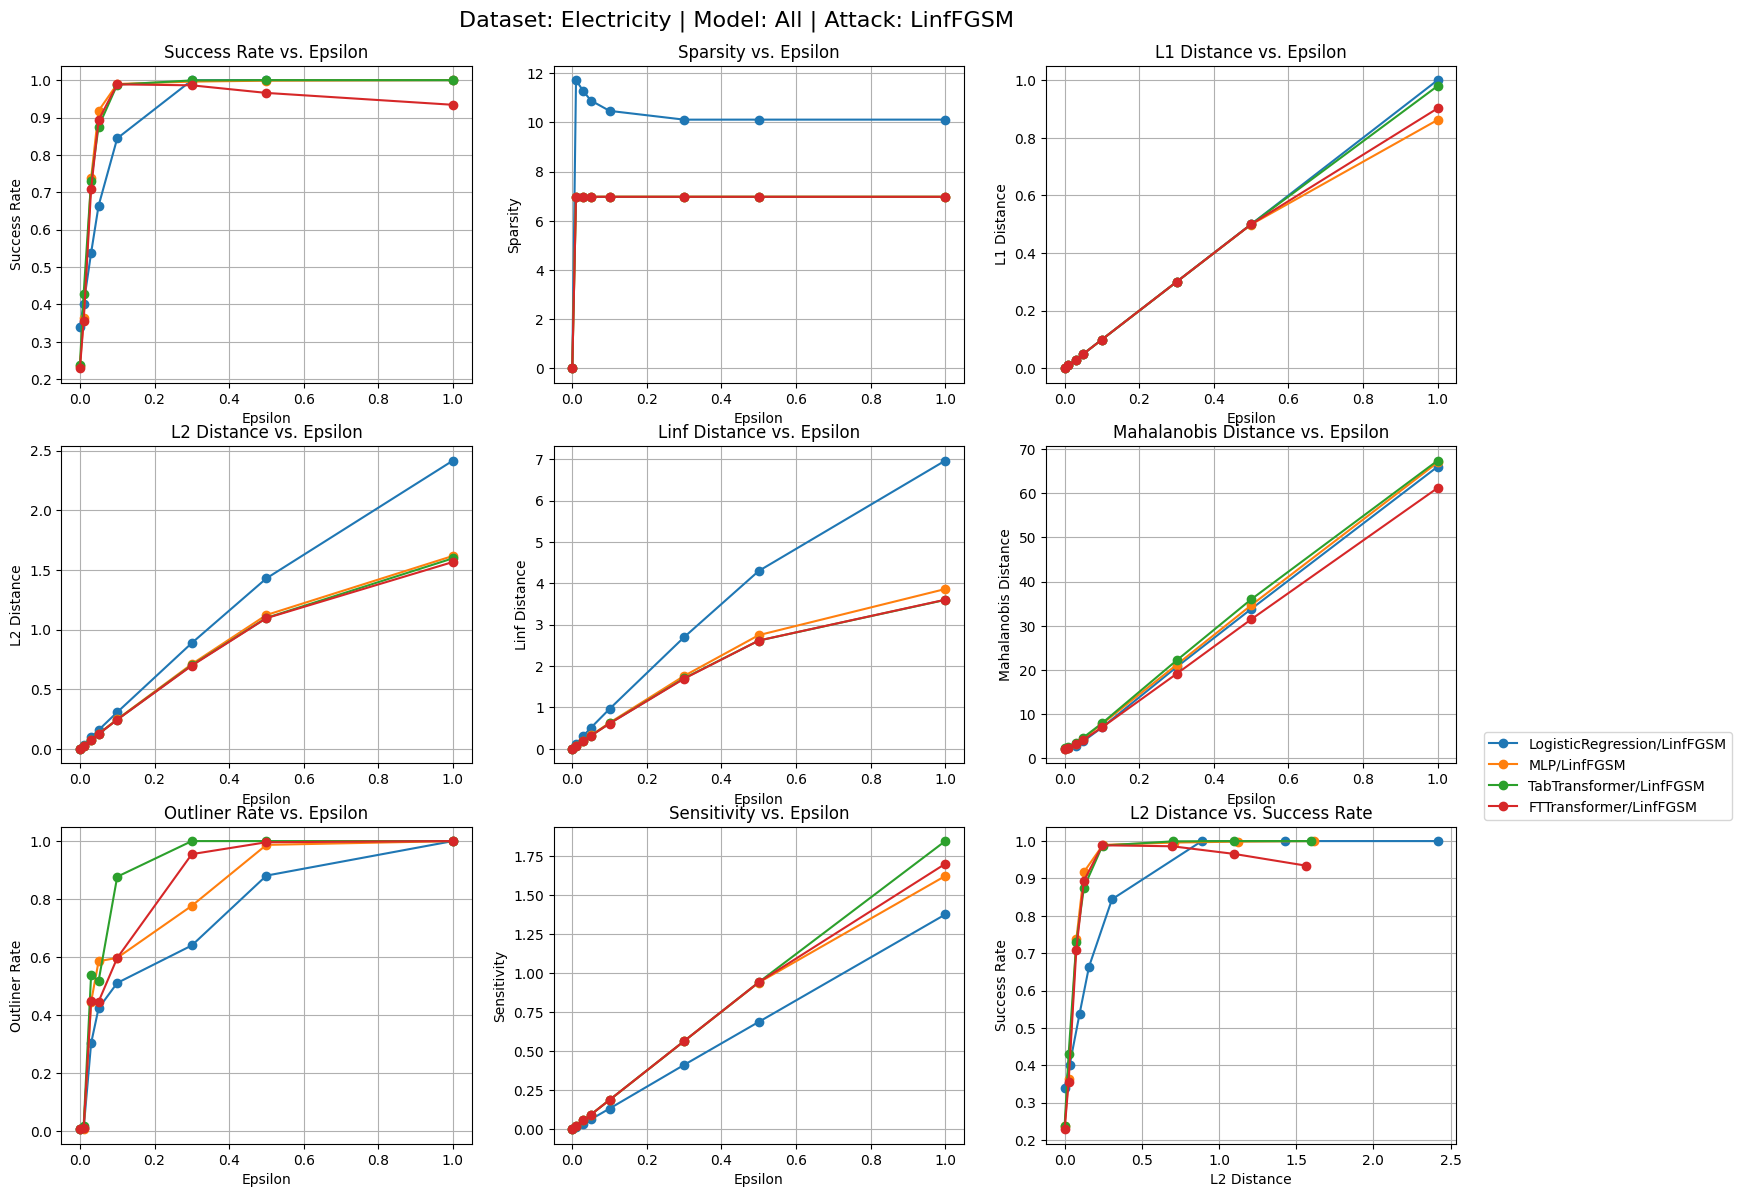 Dataset: Electricity | Model: All | Attack: LinfFGSM
Success Rate vs. Epsilon
Success Rate
1.0
0.9
0.8
0.7
0.6
0.5
0.4
0.3
0.2
0.0 0.2 0.4 0.6 0.8 1.0
Epsilon
Sparsity vs. Epsilon
Sparsity
12
10
8
6
4
2
0
0.0 0.2 0.4 0.6 0.8 1.0
Epsilon
L1 Distance vs. Epsilon
L1 Distance
1.0
0.8
0.6
0.4
0.2
0.0
0.0 0.2 0.4 0.6 0.8 1.0
Epsilon
L2 Distance vs. Epsilon
L2 Distance
2.5
2.0
1.5
1.0
0.5
0.0
0.0 0.2 0.4 0.6 0.8 1.0
Epsilon
Linf Distance vs. Epsilon
Linf Distance
7
6
5
4
3
2
1
0
0.0 0.2 0.4 0.6 0.8 1.0
Epsilon
Mahalanobis Distance vs. Epsilon
Mahalanobis Distance
70
60
50
40
30
20
10
0
0.0 0.2 0.4 0.6 0.8 1.0
Epsilon
LogisticRegression/LinfFGSM
MLP/LinfFGSM
TabTransformer/LinfFGSM
FTTransformer/LinfFGSM
Outliner Rate vs. Epsilon
Outliner Rate
1.0
0.8
0.6
0.4
0.2
0.0
0.0 0.2 0.4 0.6 0.8 1.0
Epsilon
Sensitivity vs. Epsilon
Sensitivity
1.75
1.50
1.25
1.00
0.75
0.50
0.25
0.00
0.0 0.2 0.4 0.6 0.8 1.0
Epsilon
L2 Distance vs. Success Rate
Success Rate
1.0
0.9
0.8
0.7
0.6
0.5
0.4
0.3
0.2
0.0 0.5 1.0 1.5 2.0 2.5
L2 Distance